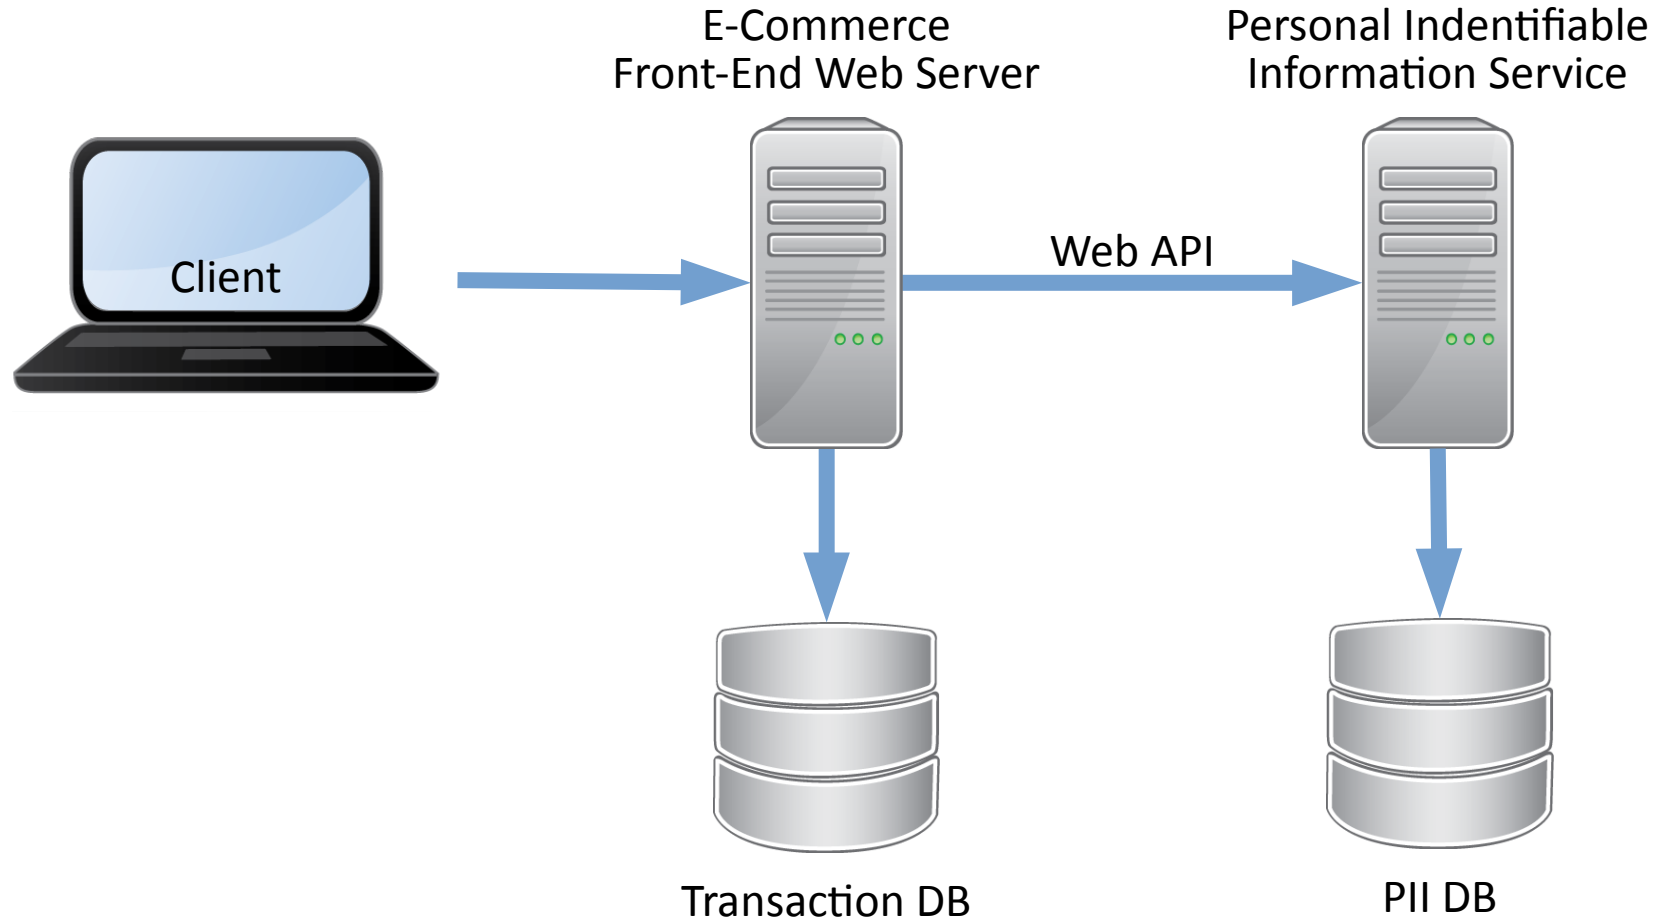 E-Commerce
Front-End Web Server
Personal Indentifiable
Information Service
Client
Web API
Transaction DB
PII DB